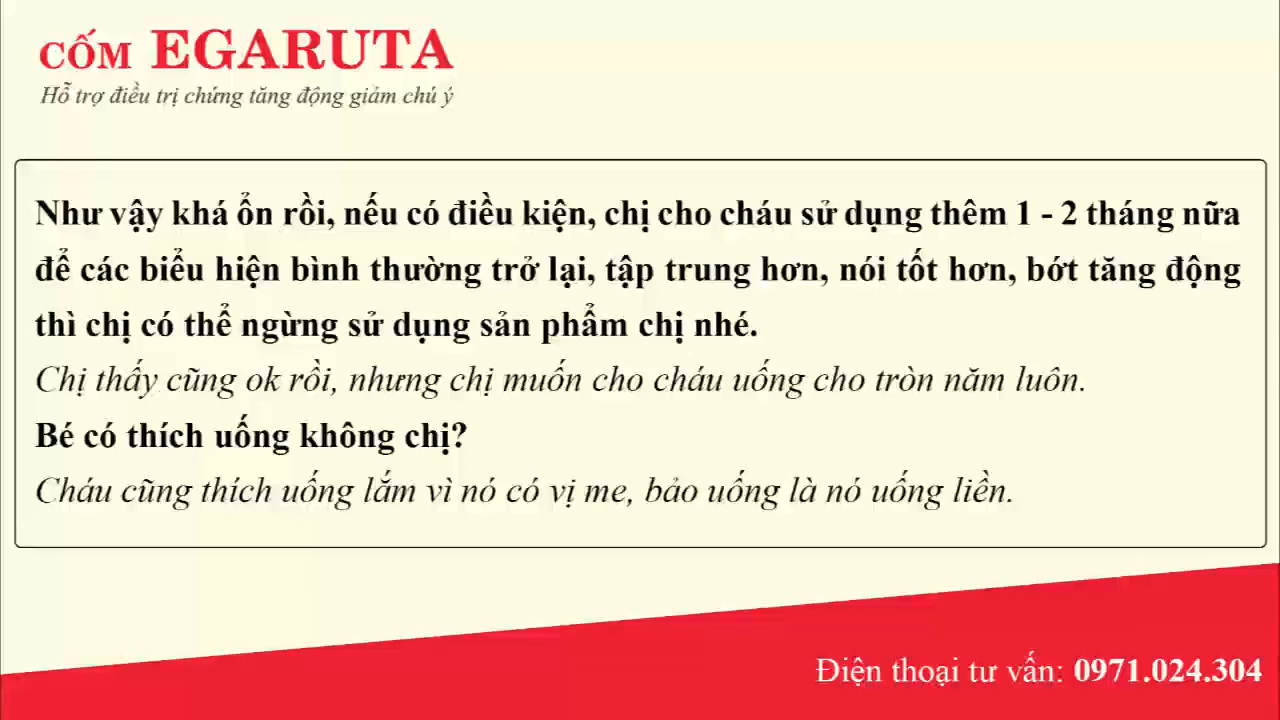 CỐM EGARUTA
Hỗ trợ điều trị chứng tăng động giảm chú ý
Như vậy khá ổn rồi, nếu có điều kiện, chị cho cháu sử dụng thêm 1 - 2 tháng nữa
để các biểu hiện bình thường trở lại, tập trung hơn, nói tốt hơn, bớt tăng động
thì chị có thể ngừng sử dụng sản phẩm chị nhé.
Chị thấy cũng ok rồi, nhưng chị muốn cho cháu uống cho tròn năm luôn.
Bé có thích uống không chị?
Cháu cũng thích uống lắm vì nó có vị me, bảo uống là nó uống liền.
Điện thoại tư vấn: 0971.024.304